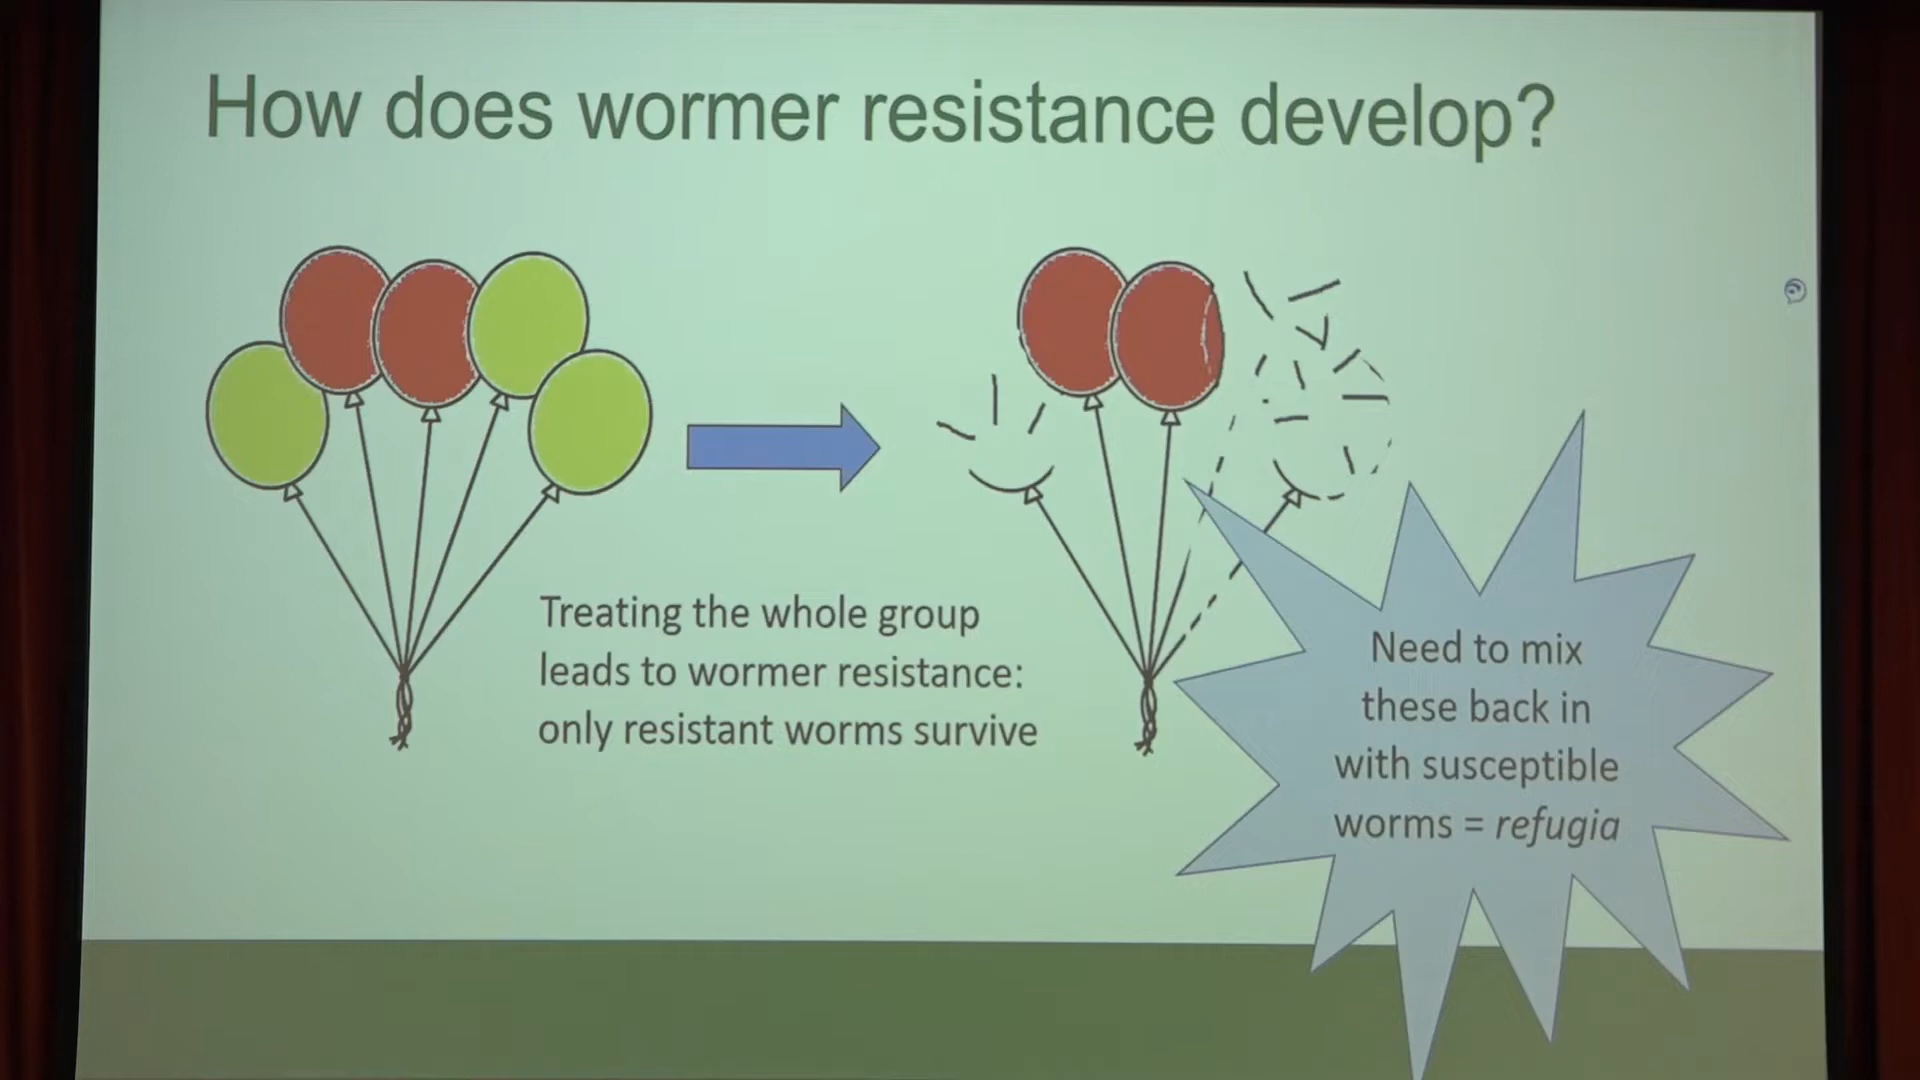 How does wormer resistance develop?
Treating the whole group
leads to wormer resistance:
only resistant worms survive
Need to mix
these back in
with susceptible
worms = refugia